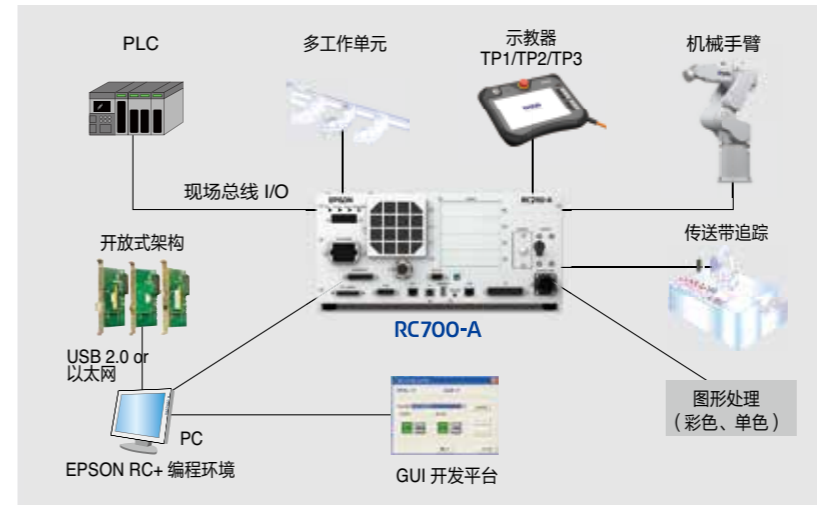 PLC
多工作单元
示教器
TP1/TP2/TP3
机械手臂
现场总线 I/O
EPSON
RC700-A
开放式架构
传送带追踪
RC700-A
USB 2.0 or
以太网
PC
EPSON RC+ 编程环境
GUI 开发平台
图形处理
（彩色、单色）